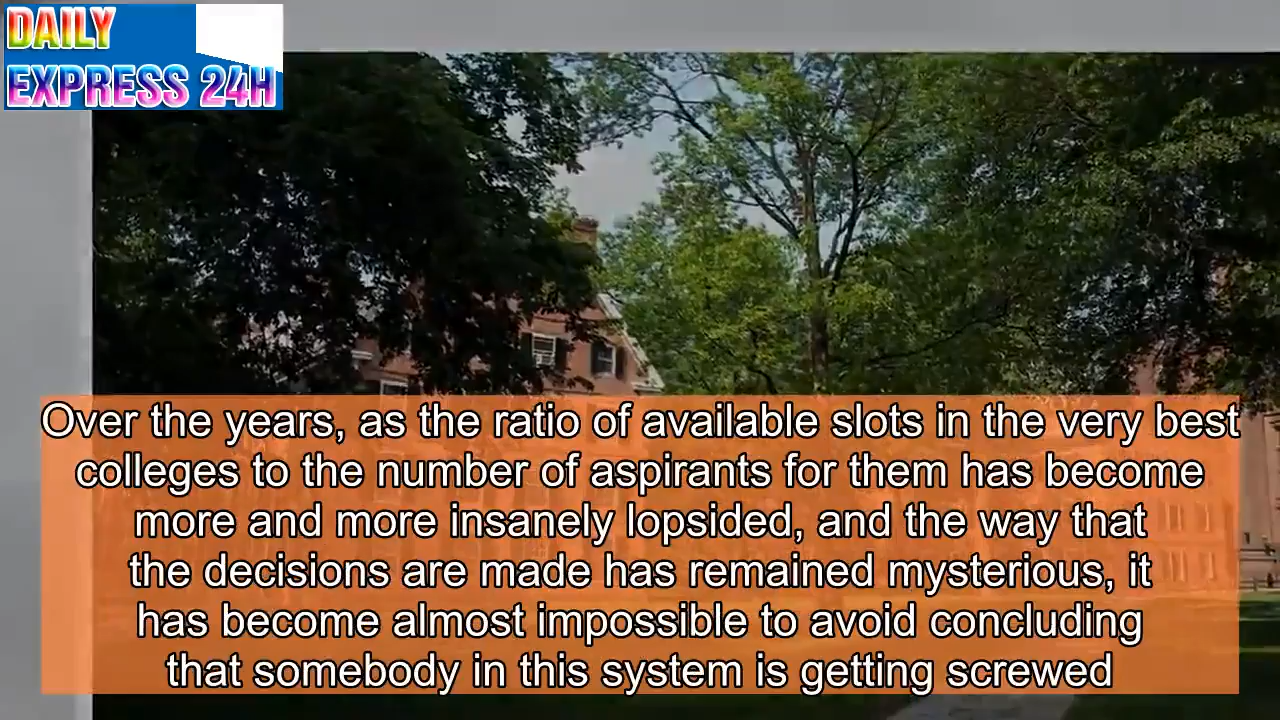 DAILY
EXPRESS 24H
Over the years, as the ratio of available slots in the very best
colleges to the number of aspirants for them has become
more and more insanely lopsided, and the way that
the decisions are made has remained mysterious, it
has become almost impossible to avoid concluding
that somebody in this system is getting screwed